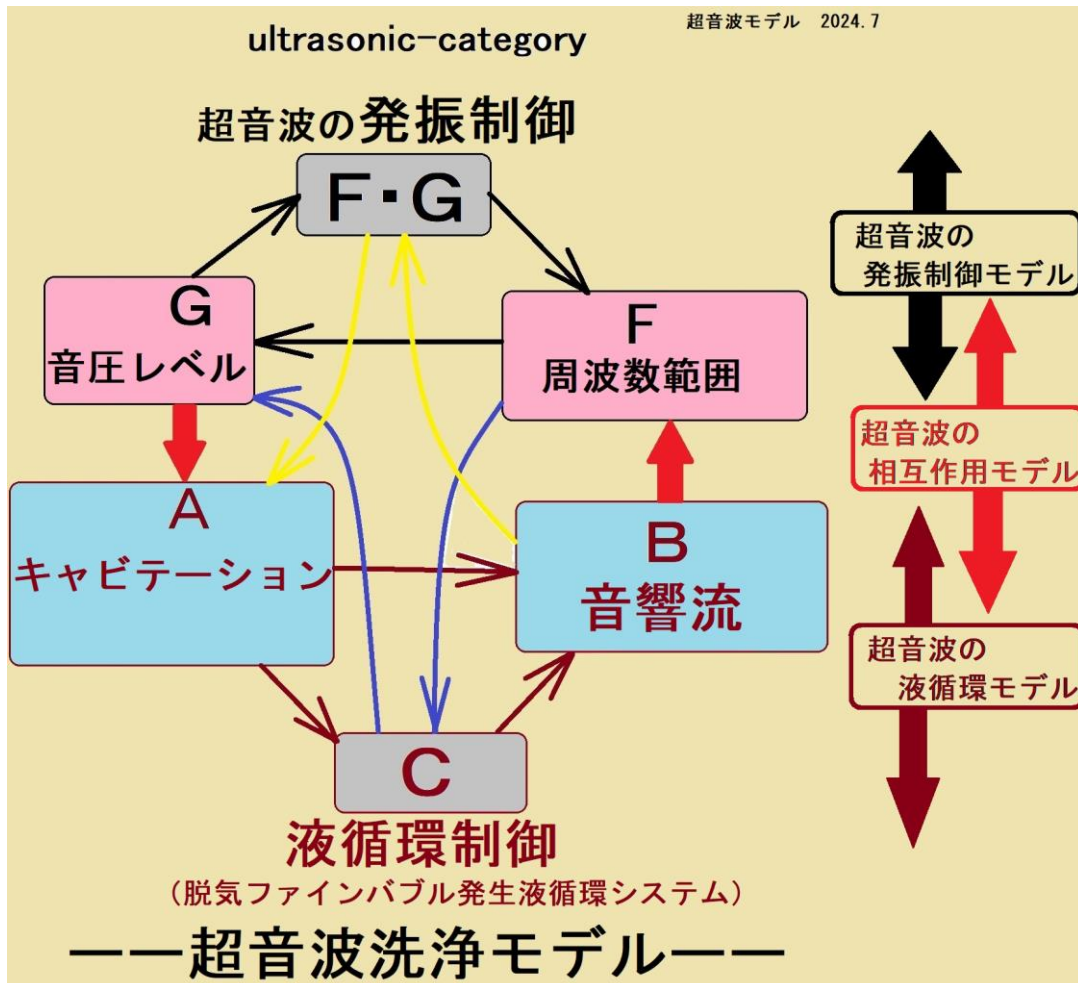 超音波モデル 2024.7
ultrasonic-category
超音波の発振制御
F・G
G
音圧レベル
F
周波数範囲
A
キャビテーション
B
音響流
C
液循環制御
（脱気ファインバブル発生液循環システム）
――超音波洗浄モデル――
超音波の
発振制御モデル
超音波の
相互作用モデル
超音波の
液循環モデル